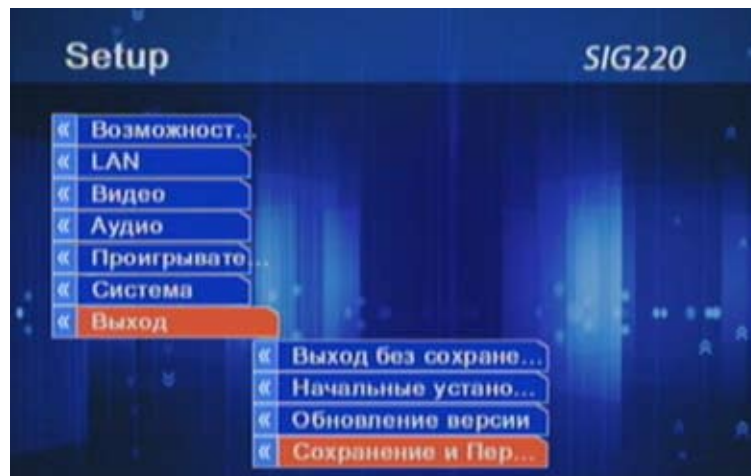 Setup SIG220
Возможност...
LAN
Видео
Аудио
Проигрывате...
Система
Выход
Выход без сохране...
Начальные устано...
Обновление версии
Сохранение и Пер...